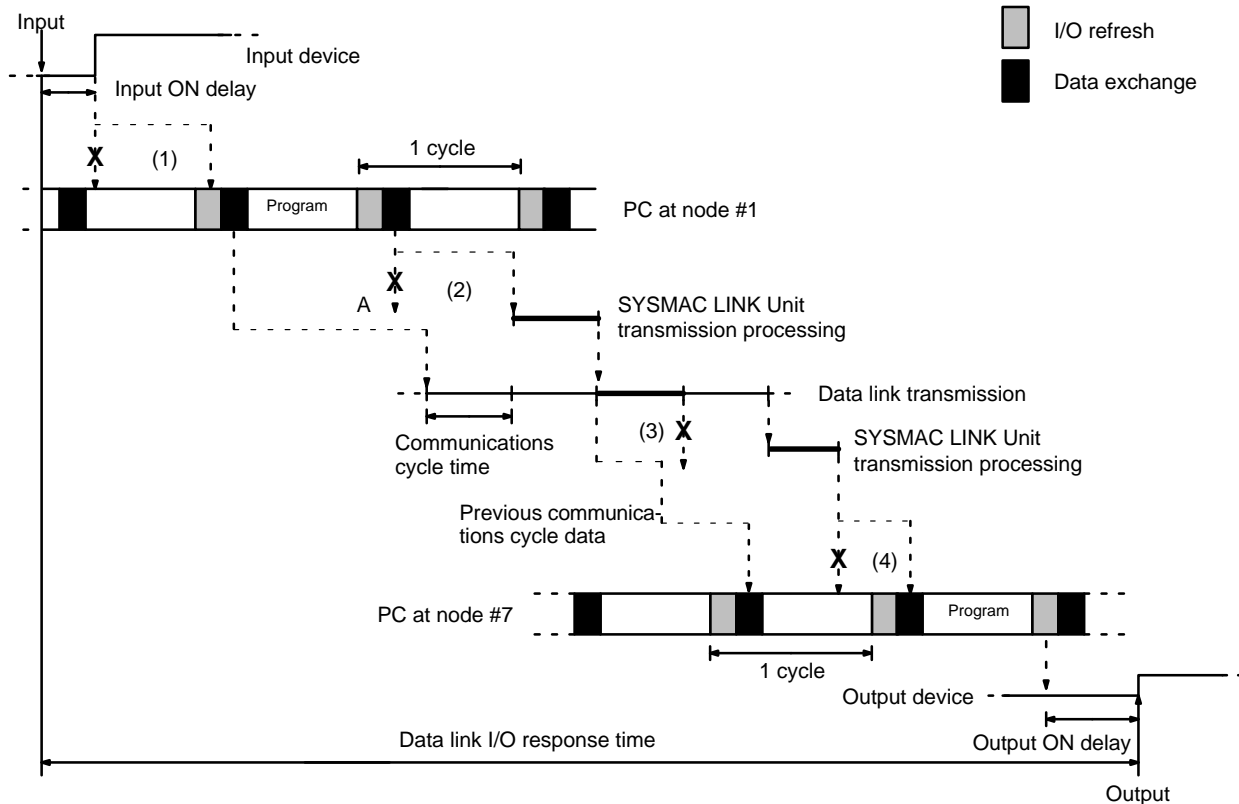 Input
I/O refresh
Input device
Data exchange
Input ON delay
X
(1)
1 cycle
Program
PC at node #1
X
A
(2)
SYSMAC LINK Unit
transmission processing
Data link transmission
Communications
cycle time
(3)
X
SYSMAC LINK Unit
transmission processing
Previous communica-
tions cycle data
X
(4)
PC at node #7
Program
1 cycle
Output device
Data link I/O response time
Output ON delay
Output